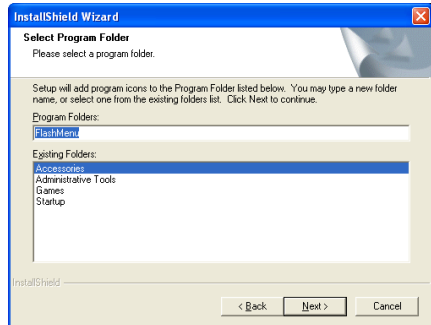 InstallShield Wizard
Select Program Folder
Please select a program folder.
Setup will add program icons to the Program Folder listed below. You may type a new folder
name, or select one from the existing folders list. Click Next to continue.
Program Folders:
FlashMenu
Existing Folders:
Accessories
Administrative Tools
Games
Startup
InstallShield
< Back Next > Cancel